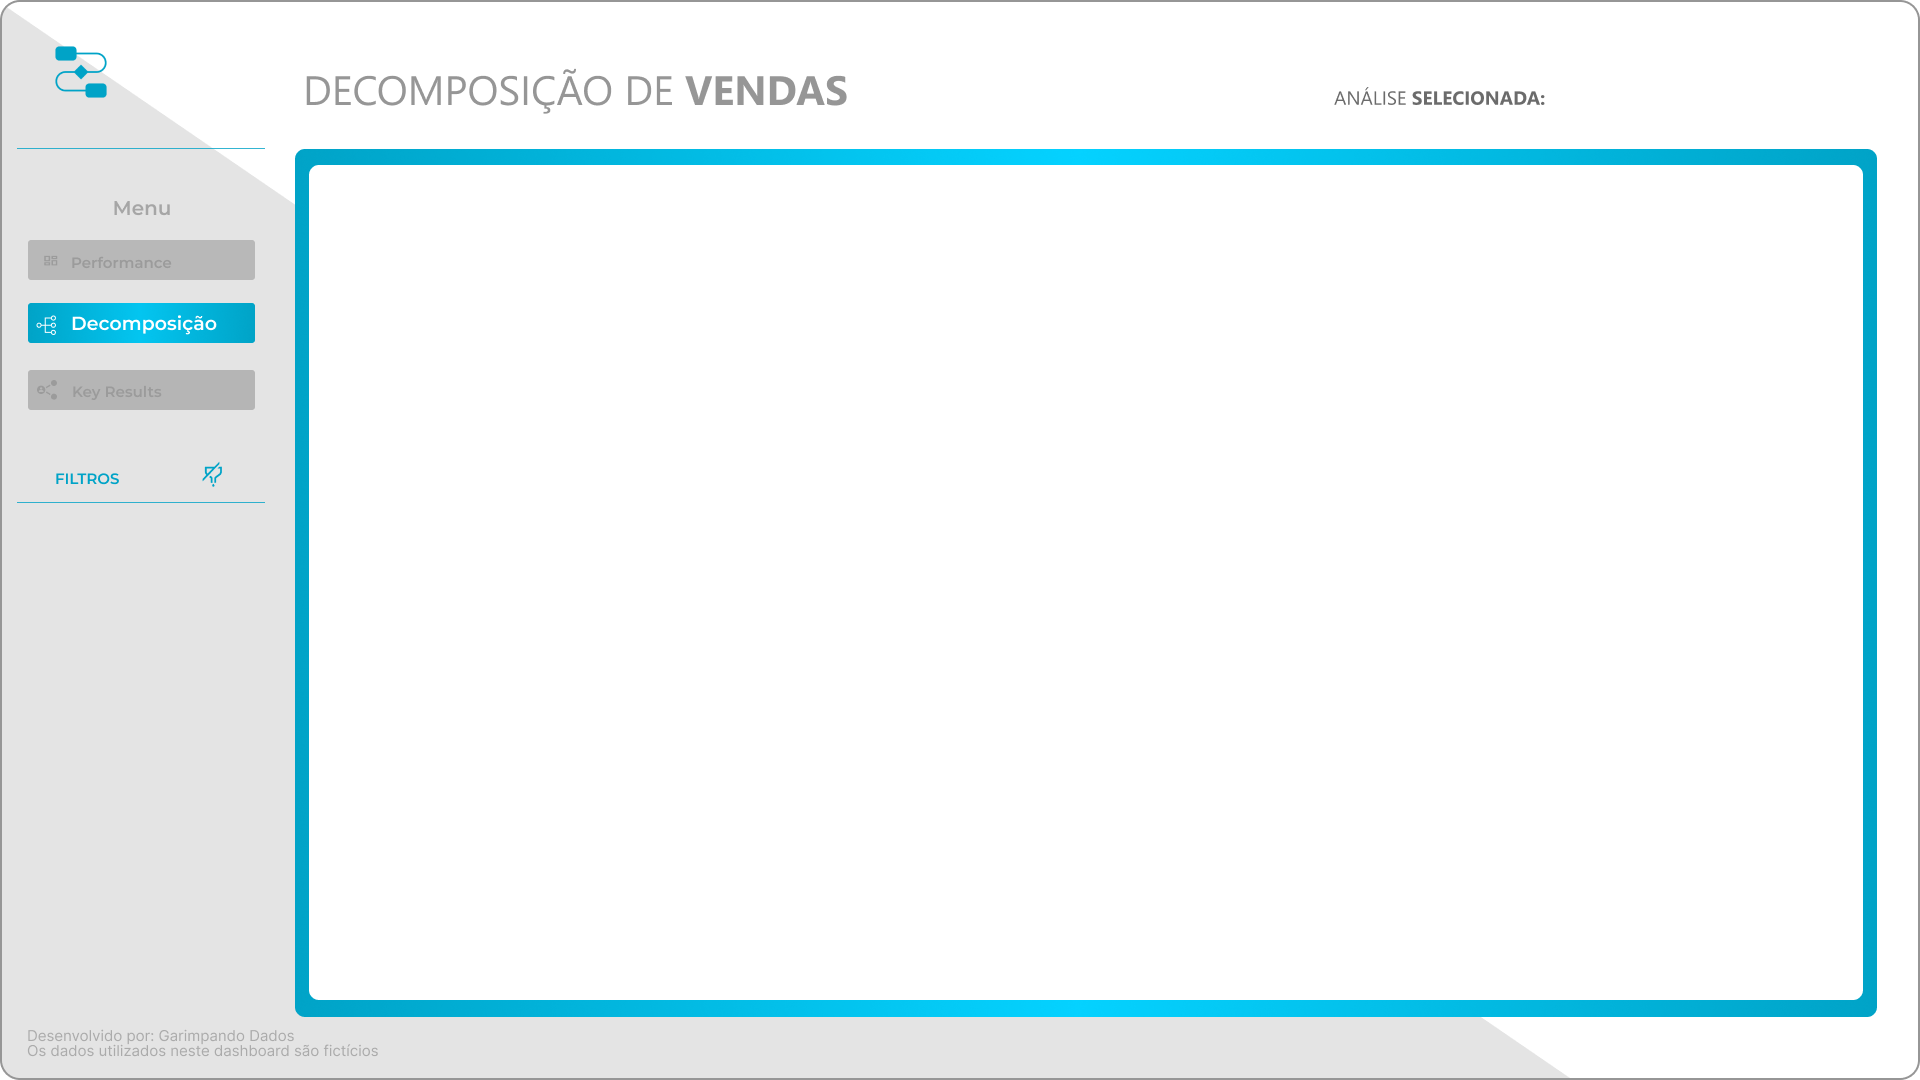 DECOMPOSIÇÃO DE VENDAS
ANÁLISE SELECIONADA:
Menu
Performance
Decomposição
Key Results
FILTROS
Desenvolvido por: Garimpando Dados
Os dados utilizados neste dashboard são fictícios